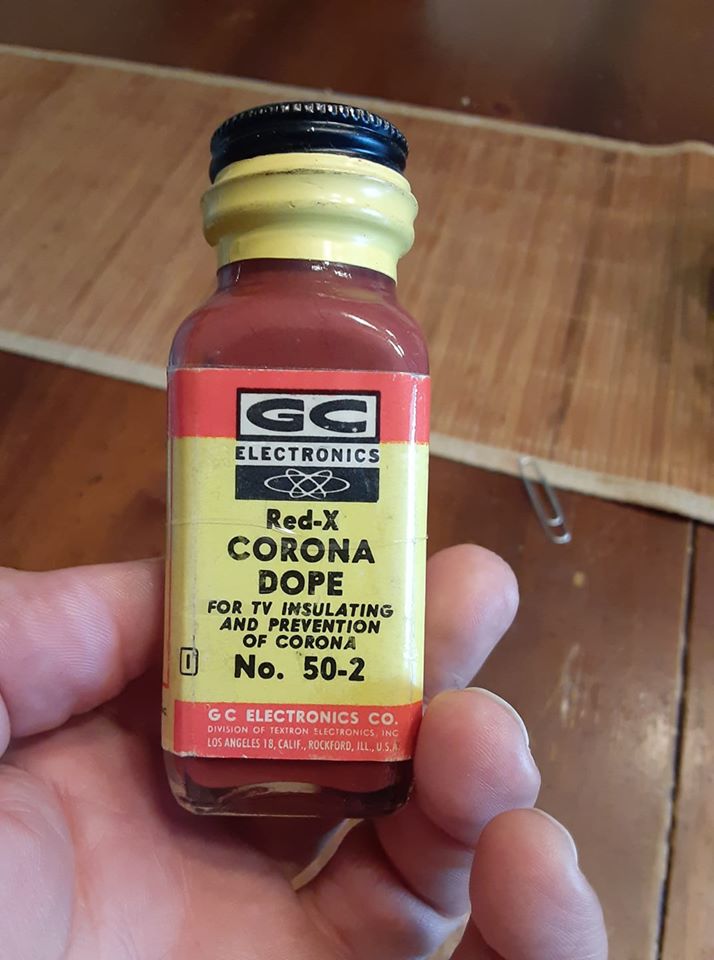 GC
ELECTRONICS
Red-X
CORONA
DOPE
FOR TV INSULATING
AND PREVENTION
OF CORONA
No. 50-2
G C ELECTRONICS CO.
DIVISION OF TEXTRON ELECTRONICS, INC
LOS ANGELES 18, CALIF., ROCKFORD, ILL., U.S.A.